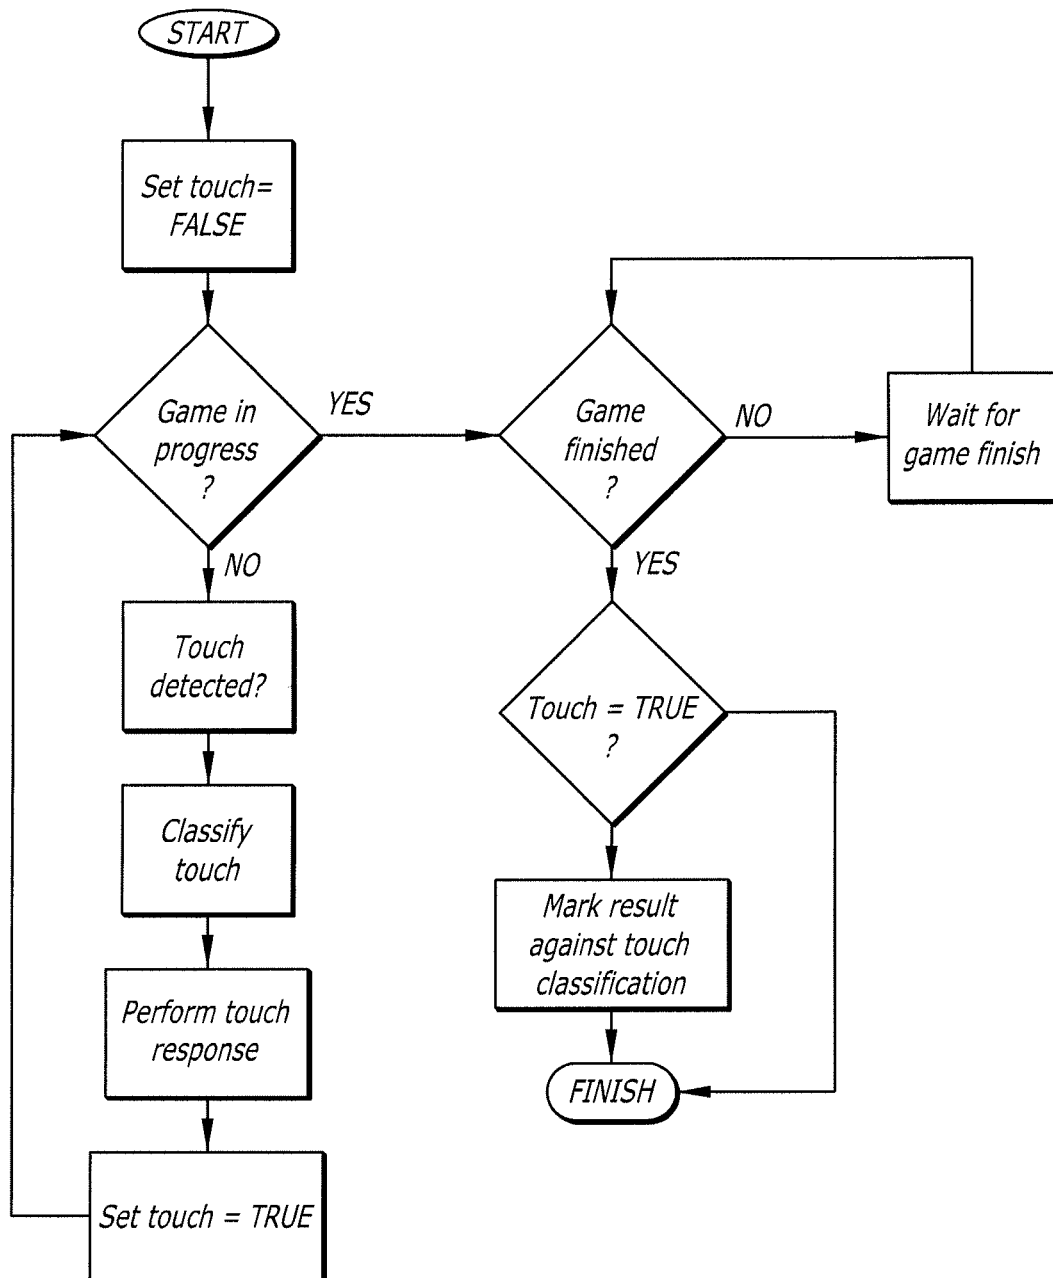 START
Set touch=
FALSE
Game in
progress
?
YES
NO
Touch
detected?
Classify
touch
Perform touch
response
Set touch = TRUE
Game
finished
?
NO
Wait for
game finish
YES
Touch = TRUE
?
Mark result
against touch
classification
FINISH